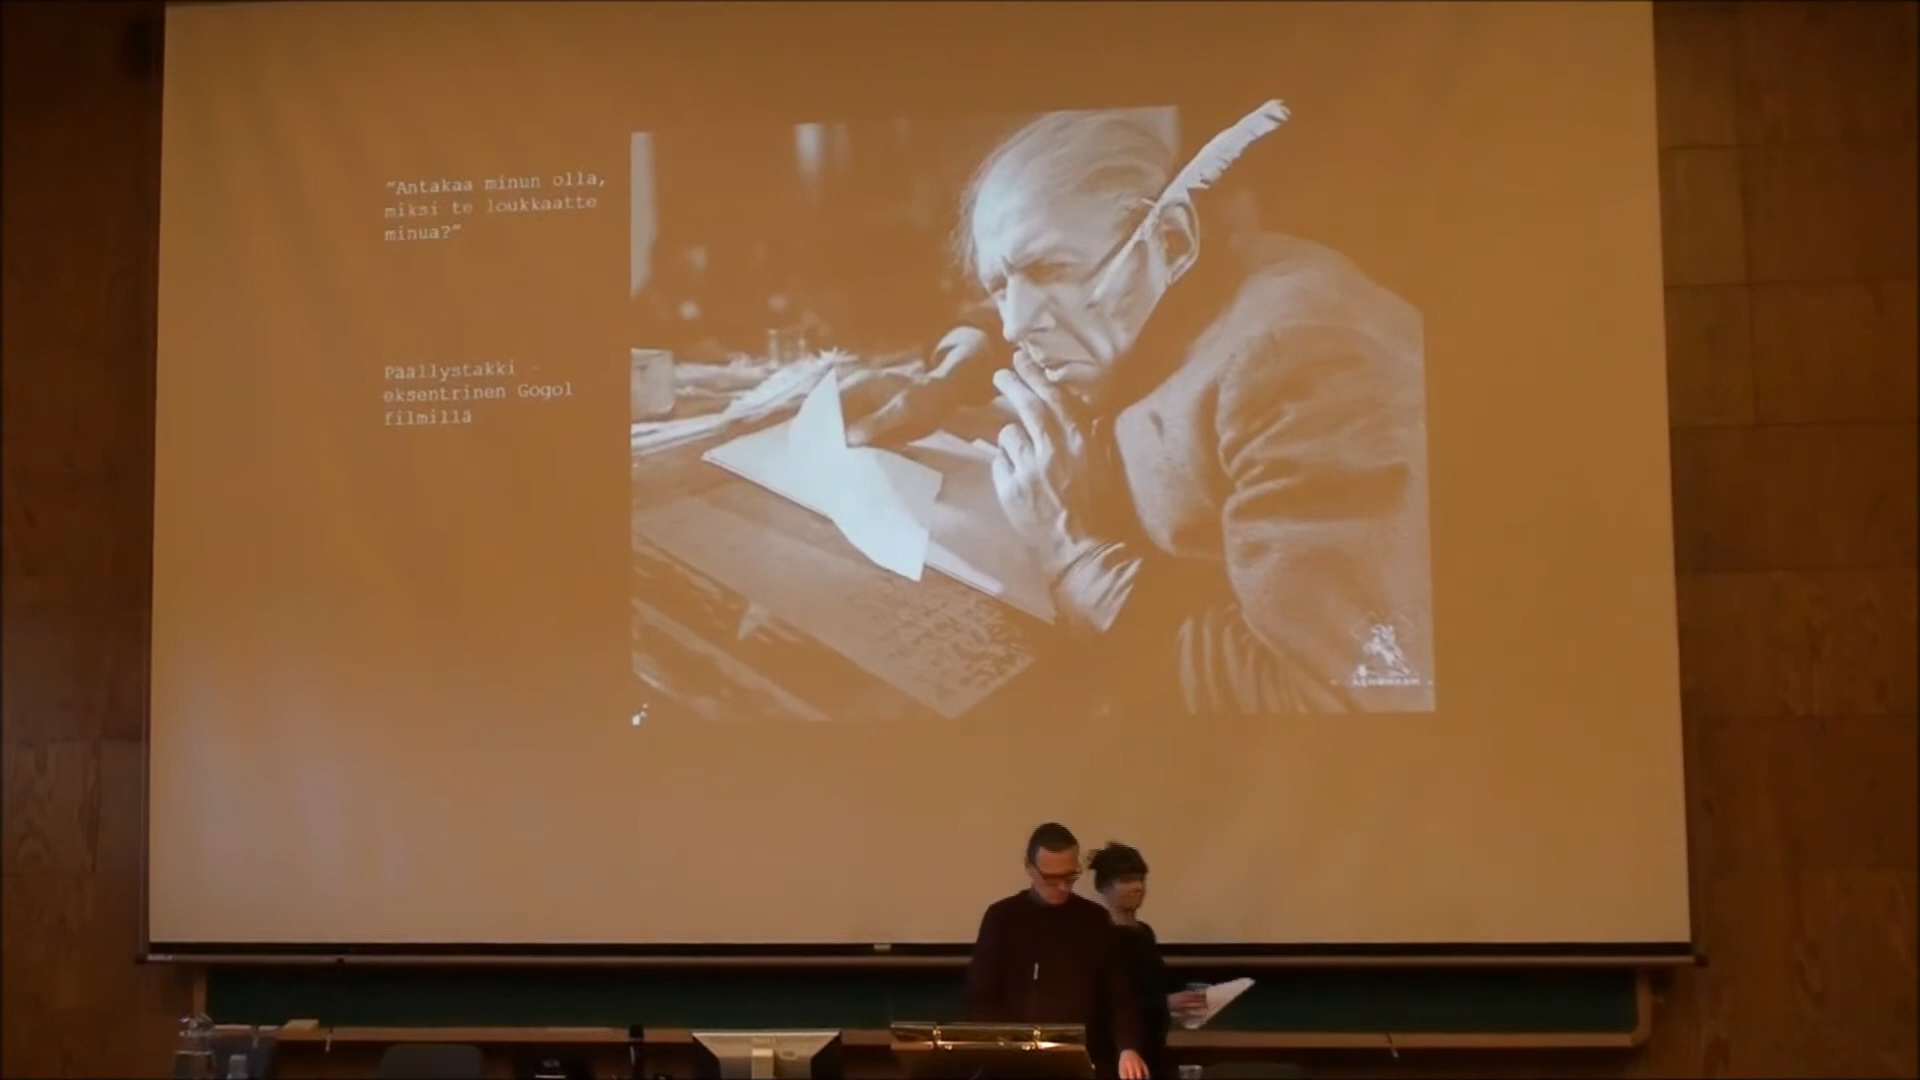 "Antakaa minun olla,
miksi te loukkaatte
minua?"
Päällystakki -
eksentrinen Gogol
filmillä